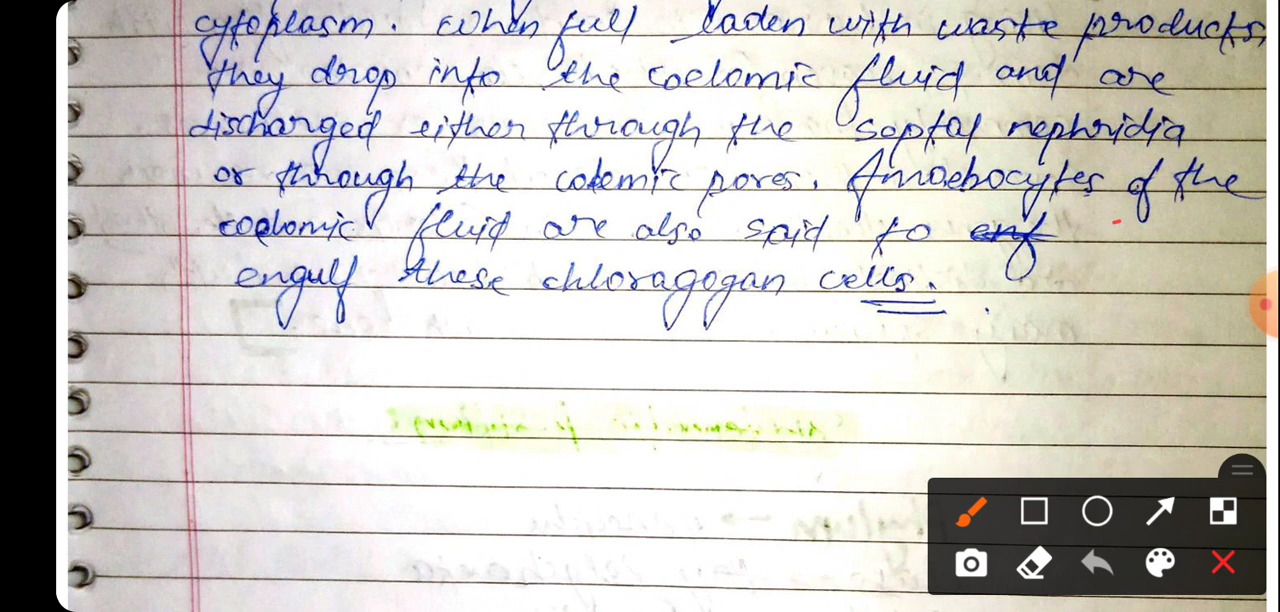 cytoplasm. When full laden with waste products,
they drop into the coelomic fluid and are
discharged either through the septal nephridia
or through the colemic pores. Amoebocytes of the
coelomic fluid are also said to enf
engulf these chloragogan cells.